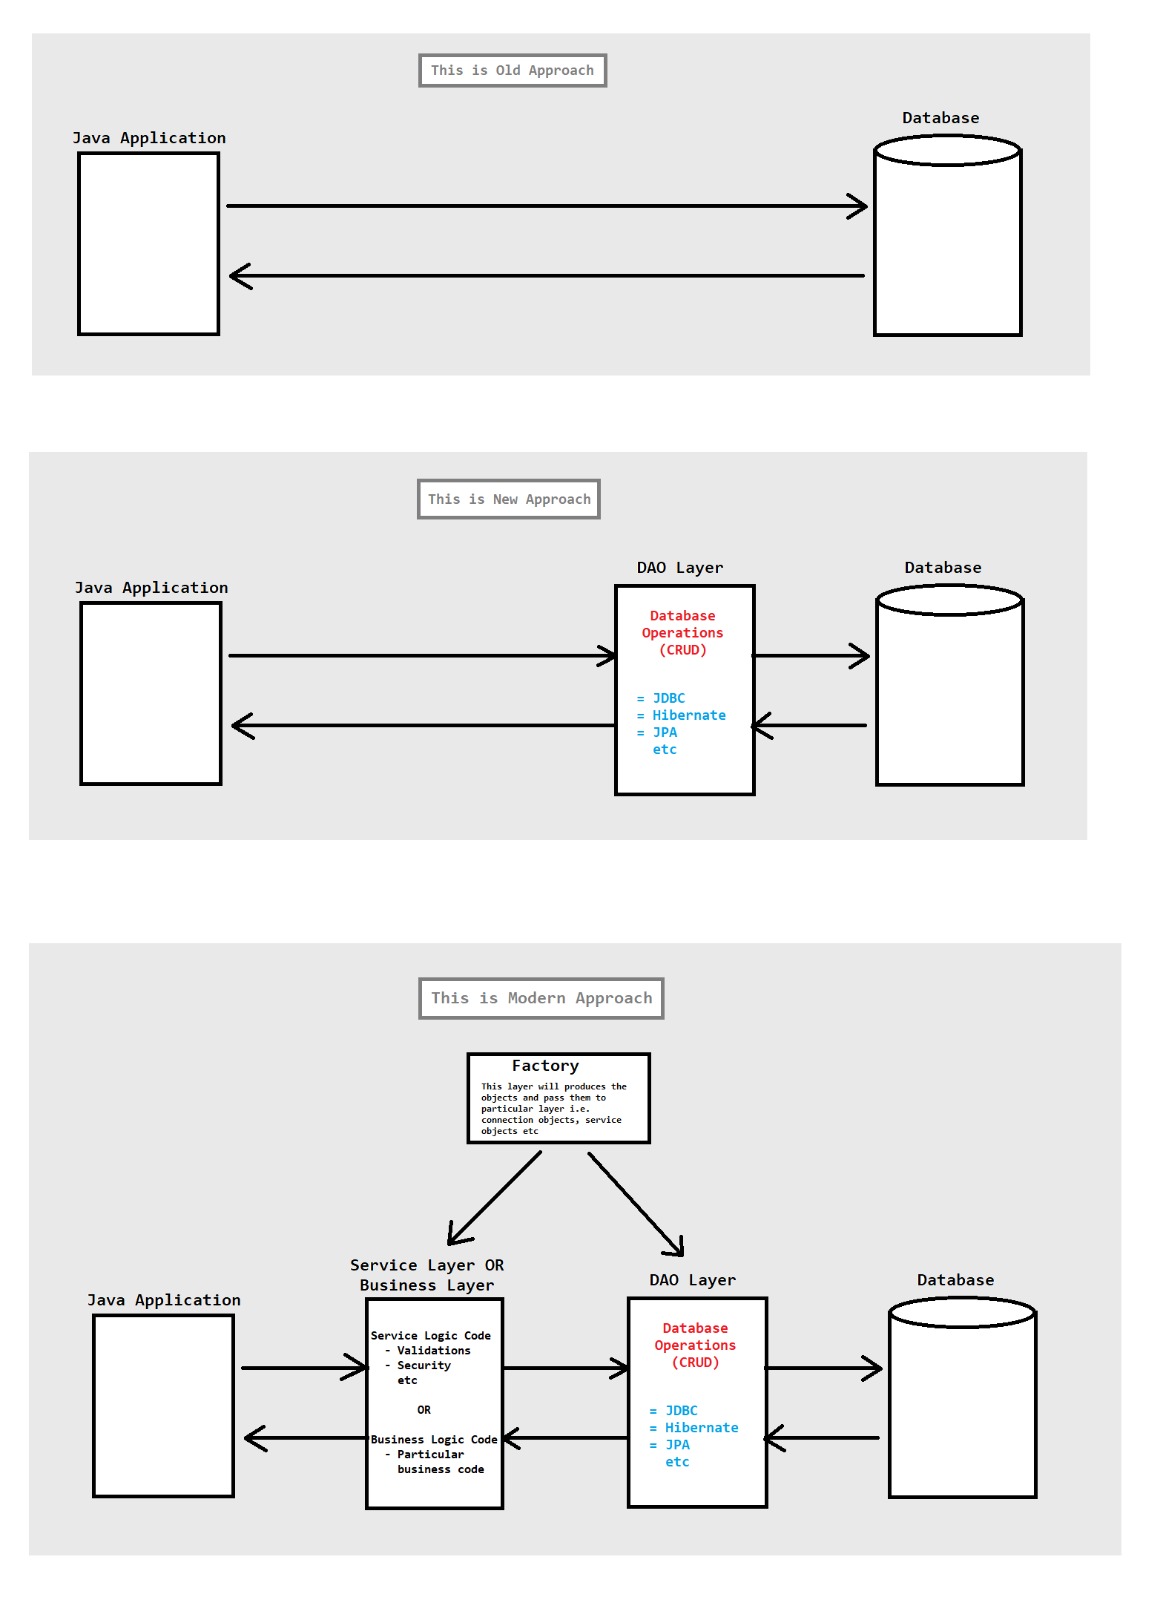 This is Old Approach
Database
Java Application
This is New Approach
DAO Layer
Database
Java Application
Database
Operations
(CRUD)
= JDBC
= Hibernate
= JPA
etc
This is Modern Approach
Factory
This layer will produces the
objects and pass them to
particular layer i.e.
connection objects, service
objects etc
Service Layer OR
Business Layer
DAO Layer
Database
Java Application
Service Logic Code
- Validations
- Security
etc
OR
Business Logic Code
- Particular
business code
Database
Operations
(CRUD)
= JDBC
= Hibernate
= JPA
etc